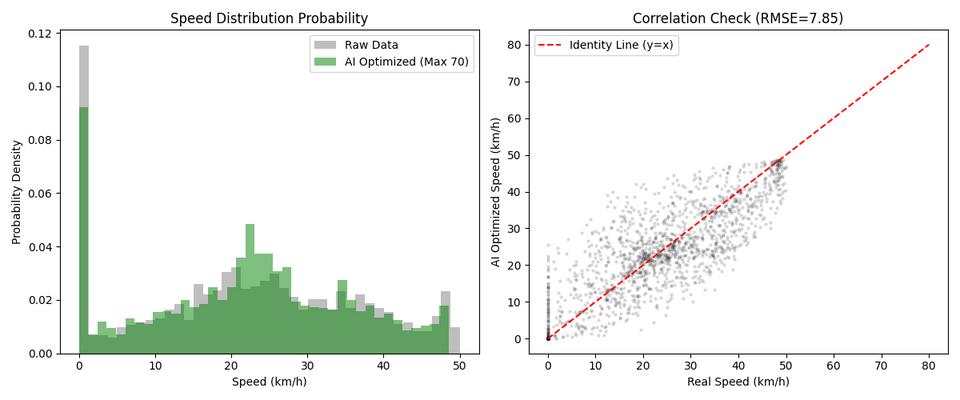 Speed Distribution Probability
Raw Data
AI Optimized (Max 70)
Probability Density
0.12
0.10
0.08
0.06
0.04
0.02
0.00
0 10 20 30 40 50
Speed (km/h)
Correlation Check (RMSE=7.85)
Identity Line (y=x)
AI Optimized Speed (km/h)
80
70
60
50
40
30
20
10
0
0 10 20 30 40 50 60 70 80
Real Speed (km/h)